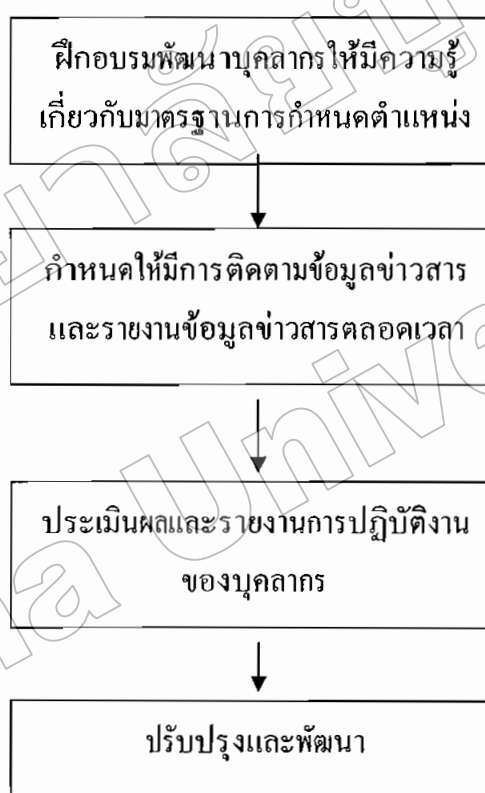 ฝึกอบรมพัฒนาบุคลากรให้มีความรู้
เกี่ยวกับมาตรฐานการกำหนดตำแหน่ง
กำหนดให้มีการติดตามข้อมูลข่าวสาร
และรายงานข้อมูลข่าวสารตลอดเวลา
ประเมินผลและรายงานการปฏิบัติงาน
ของบุคลากร
ปรับปรุงและพัฒนา